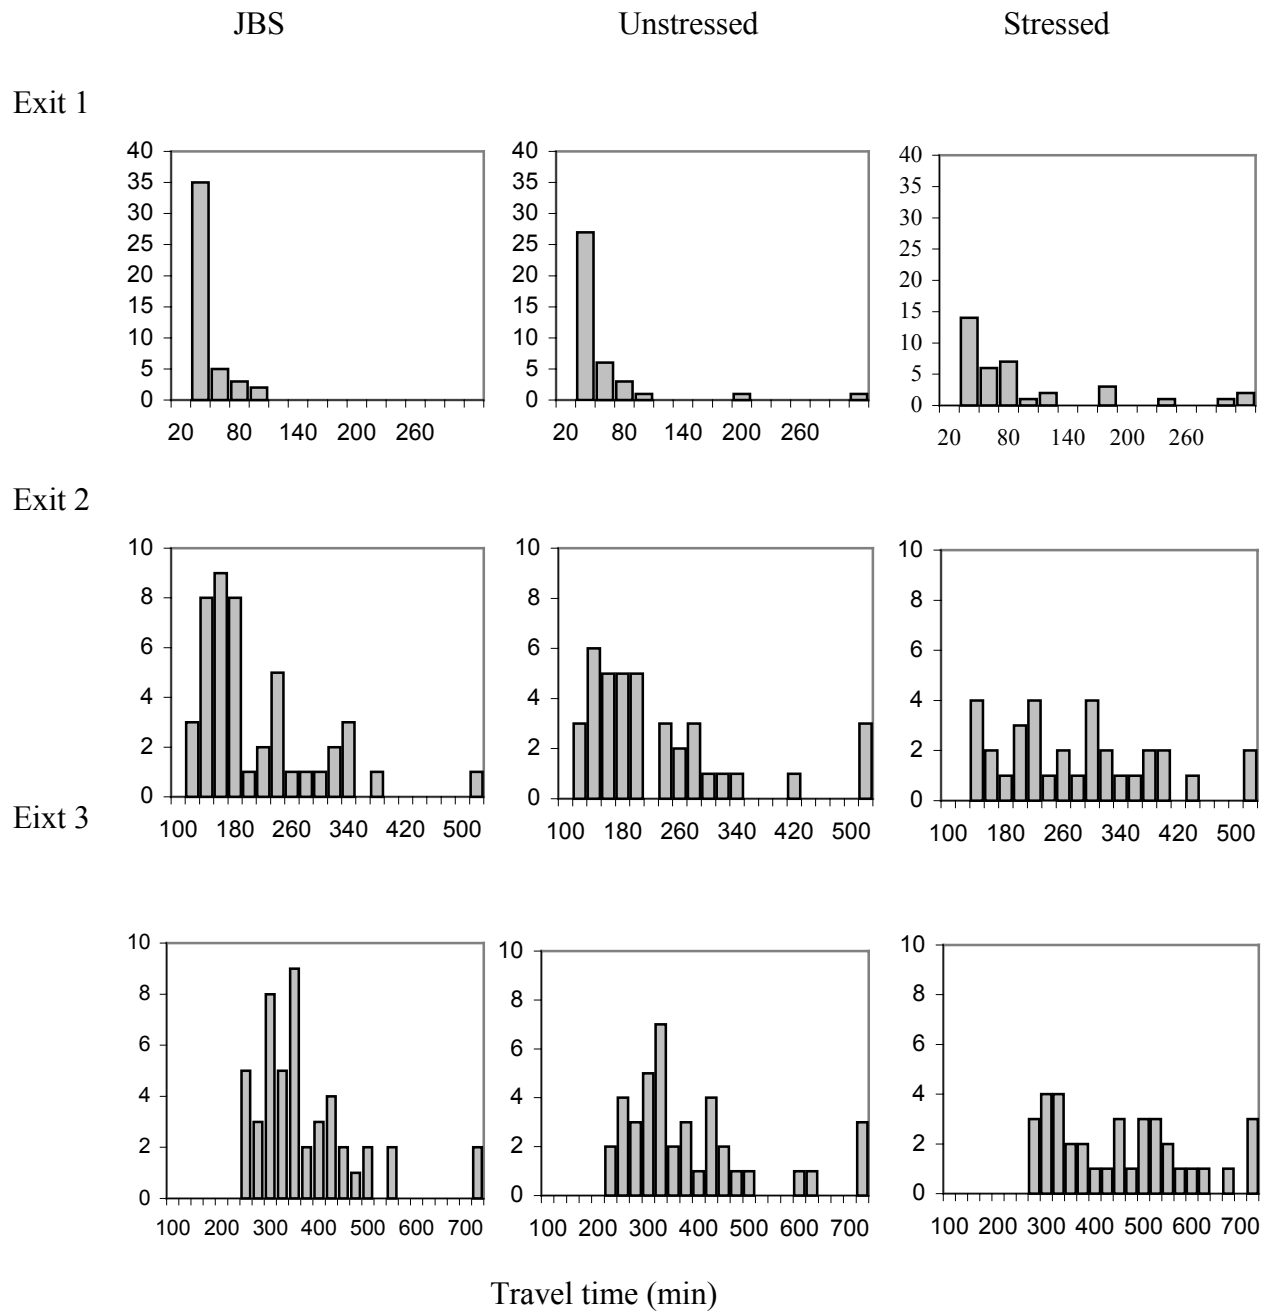 JBS Unstressed Stressed
Exit 1
40 40 40
35 35 35
30 30 30
25 25 25
20 20 20
15 15 15
10 10 10
5 5 5
0 0 0
20 80 140 200 260 20 80 140 200 260 20 80 140 200 260
Exit 2
10 10 10
8 8 8
6 6 6
4 4 4
2 2 2
0 0 0
Eixt 3
100 180 260 340 420 500 100 180 260 340 420 500 100 180 260 340 420 500
10 10 10
8 8 8
6 6 6
4 4 4
2 2 2
0 0 0
100 200 300 400 500 600 700 100 200 300 400 500 600 700 100 200 300 400 500 600 700
Travel time (min)